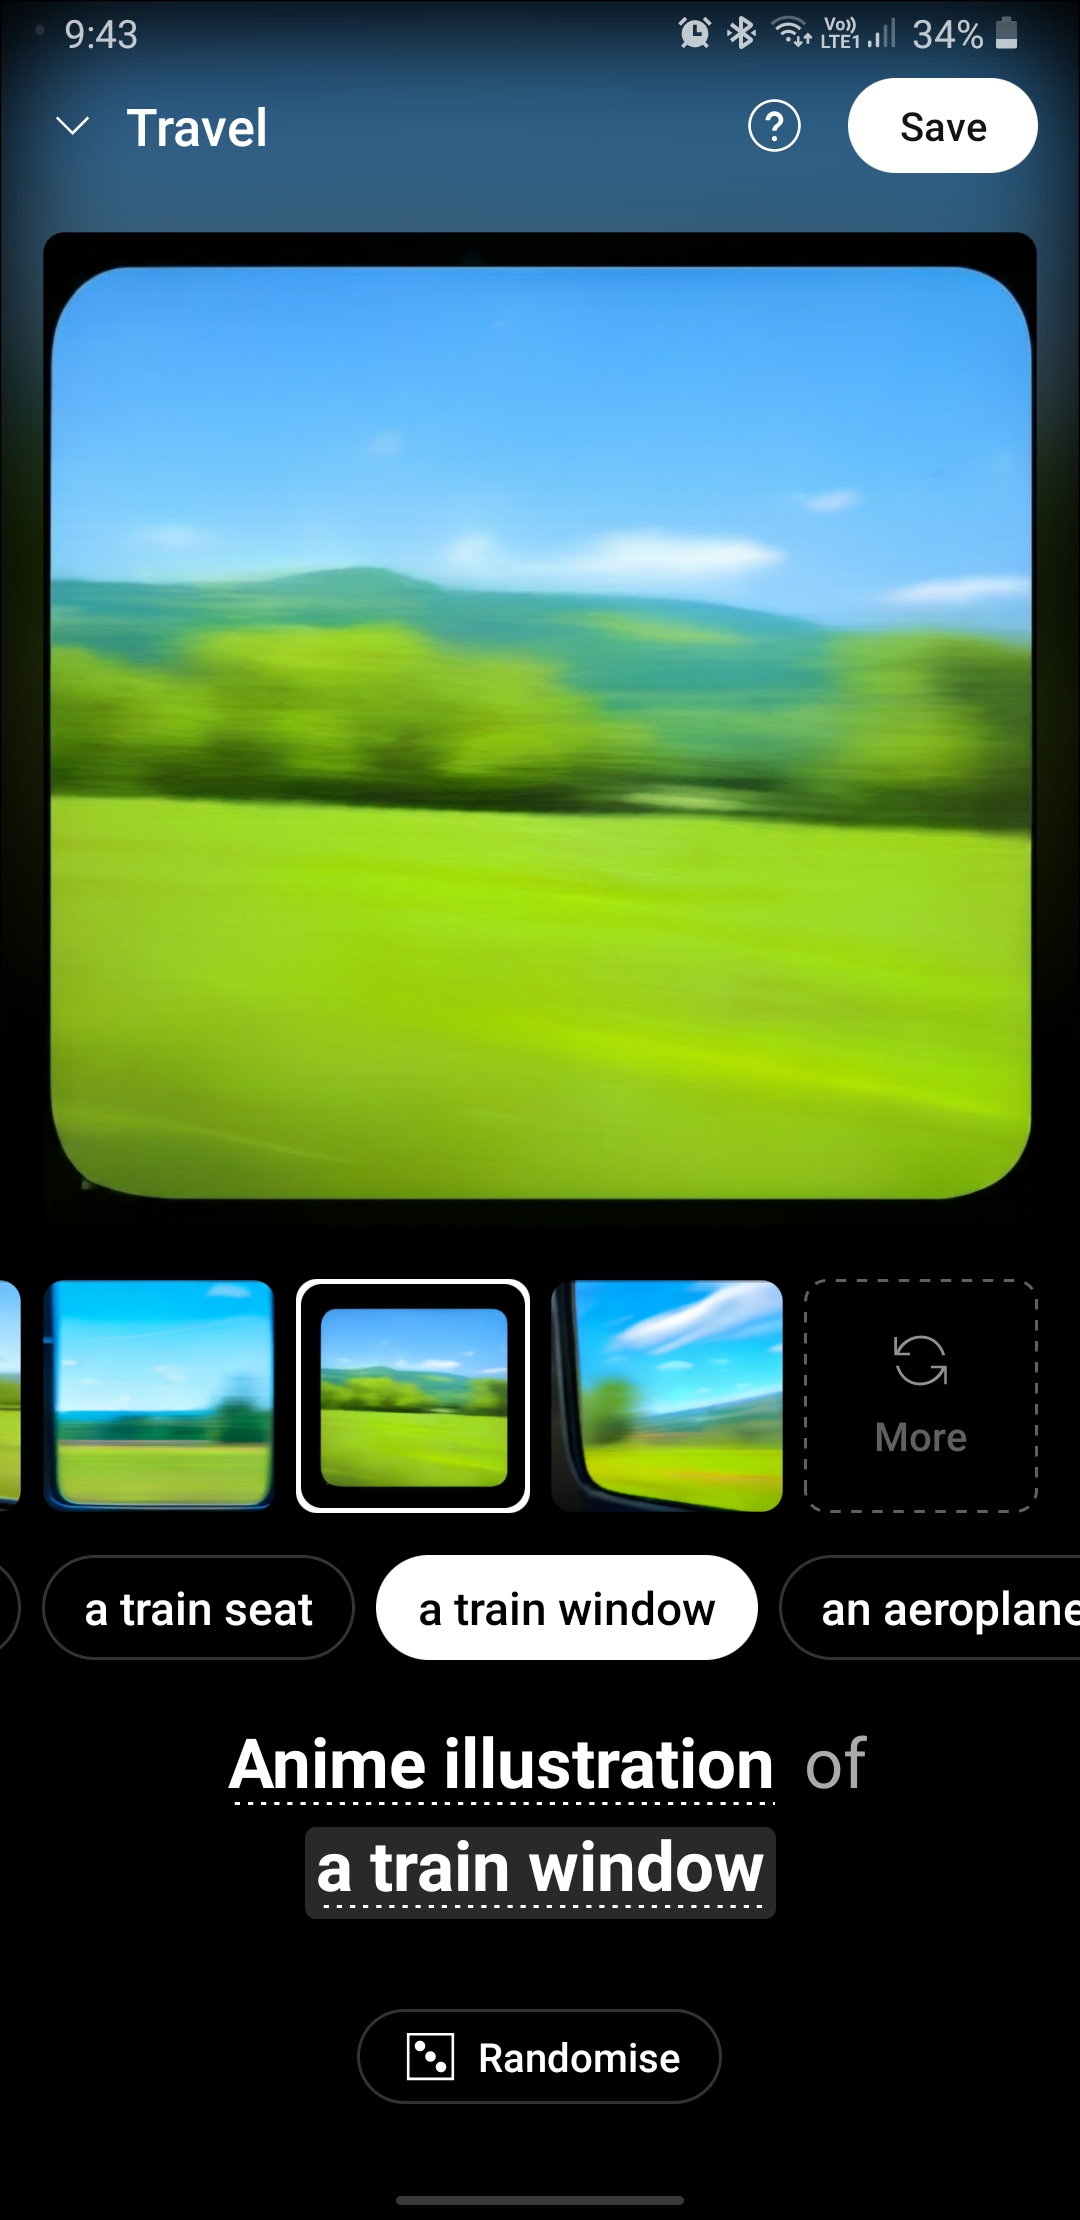 9:43 Vo)) LTE1 34%
Travel ? Save
More
a train seat a train window an aeroplane
Anime illustration of
a train window
Randomise